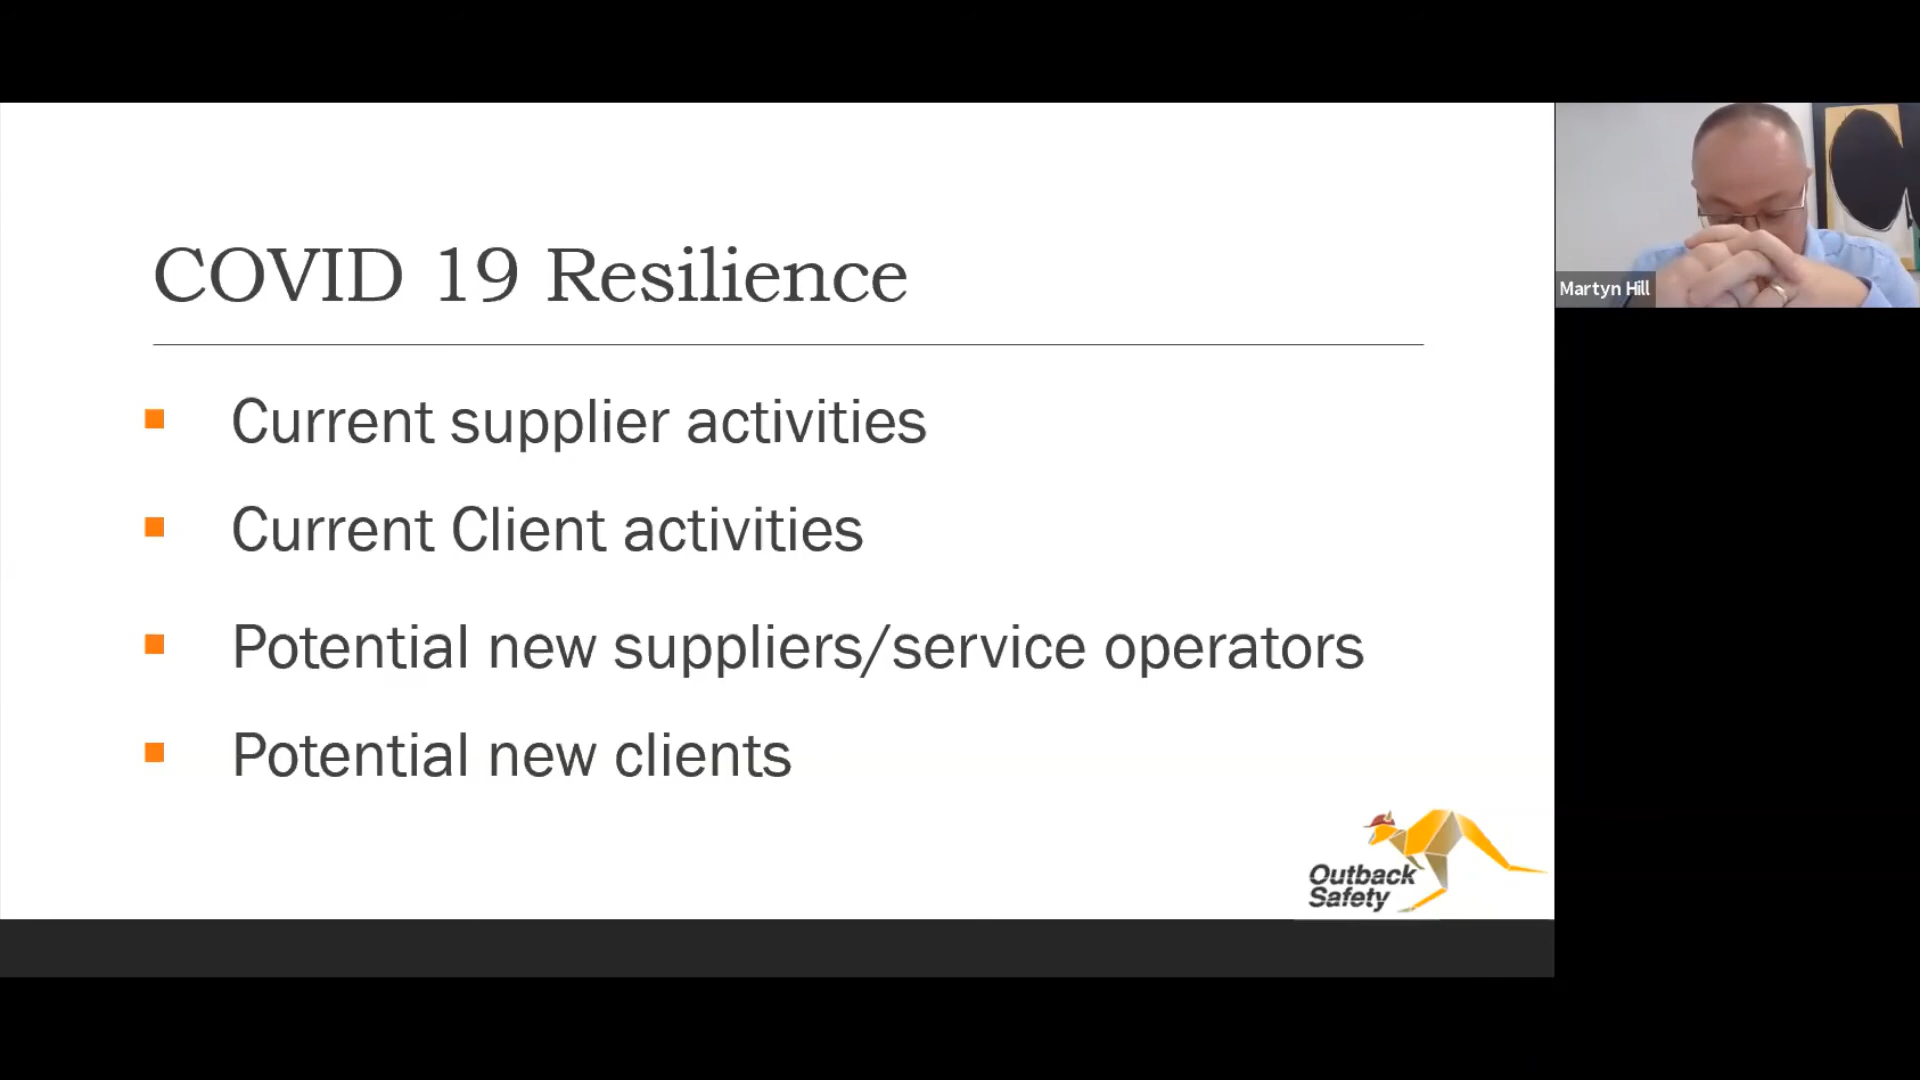 COVID 19 Resilience
Current supplier activities
Current Client activities
Potential new suppliers/service operators
Potential new clients
Outback
Safety
Martyn Hill